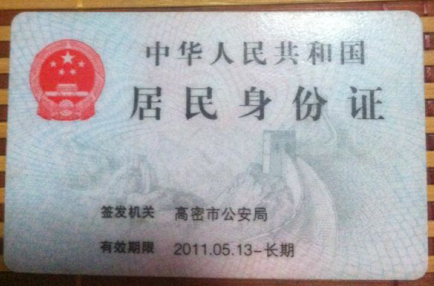 中华人民共和国
居民身份证
签发机关 高密市公安局
有效期限 2011.05.13-长期